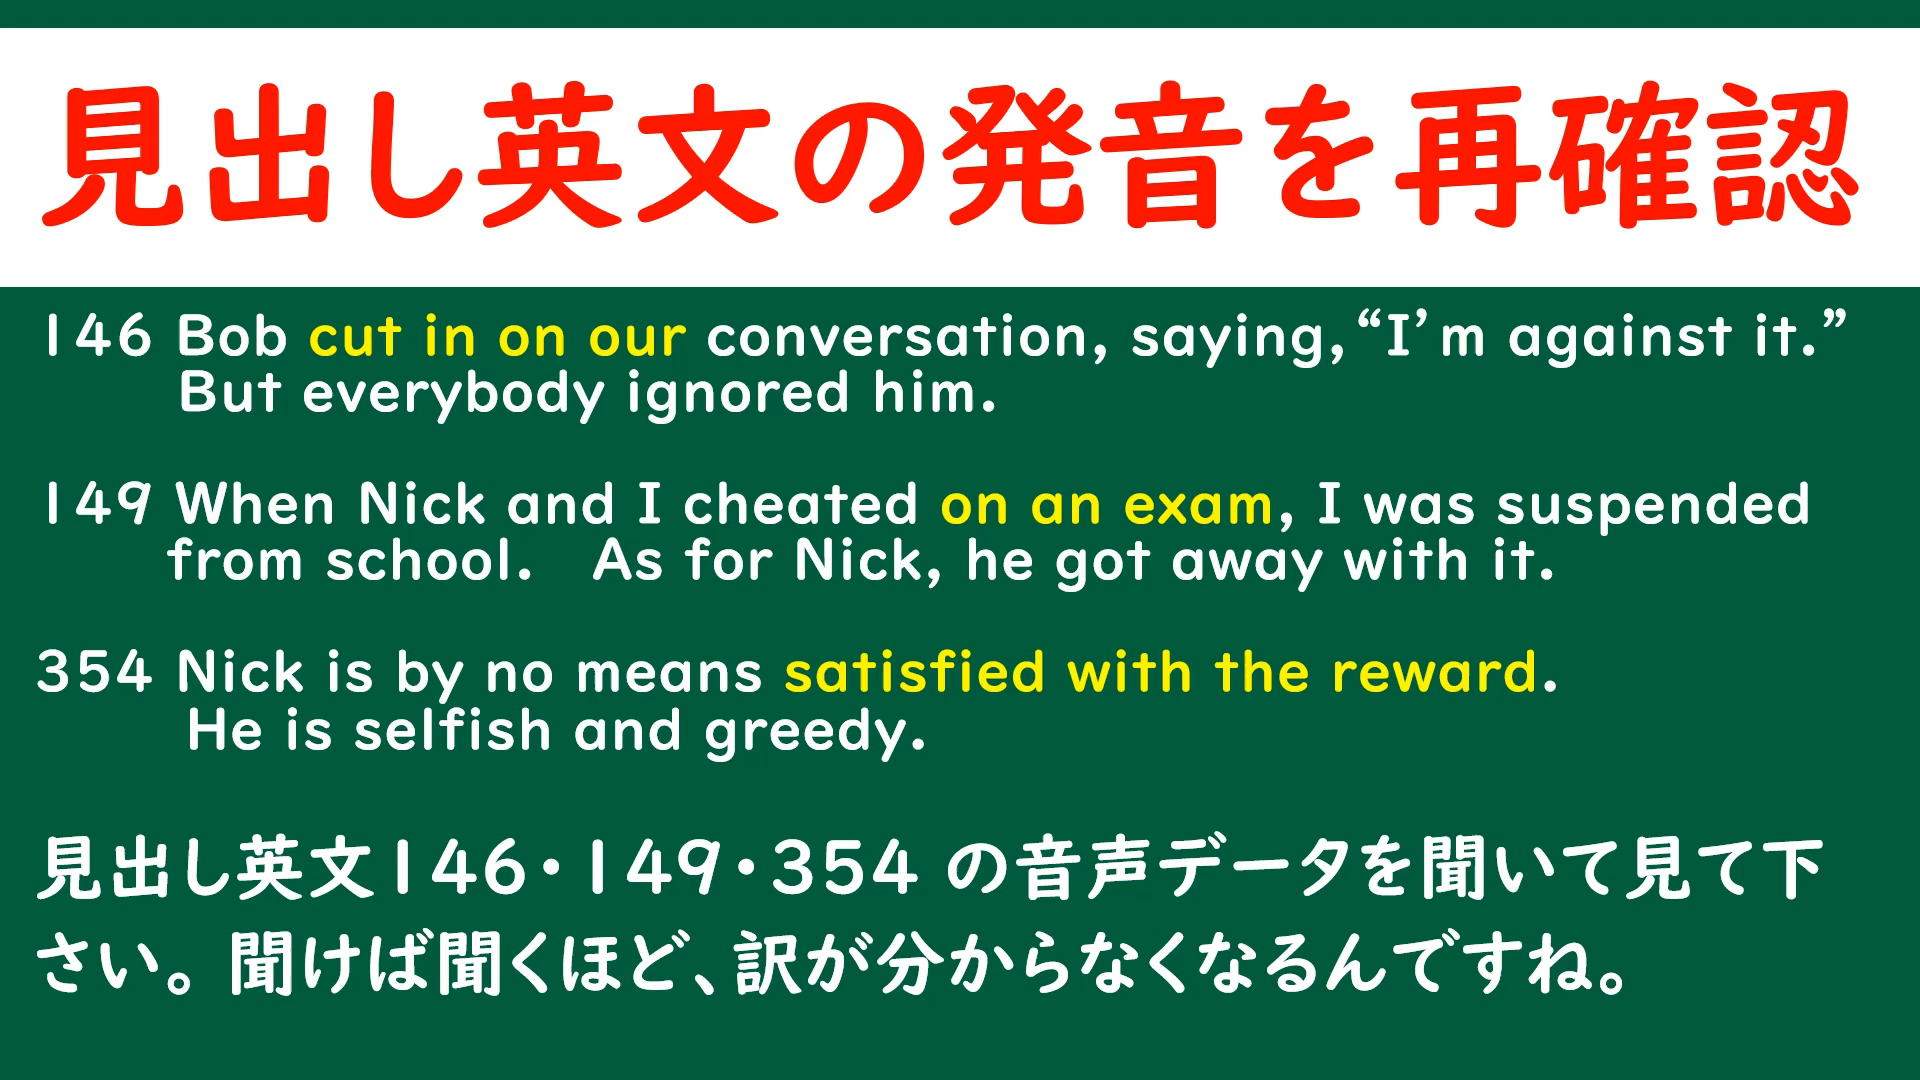 見出し英文の発音を再確認
146 Bob cut in on our conversation, saying, “I’m against it.”
But everybody ignored him.
149 When Nick and I cheated on an exam, I was suspended
from school. As for Nick, he got away with it.
354 Nick is by no means satisfied with the reward.
He is selfish and greedy.
見出し英文146・149・354 の音声データを聞いて見て下
さい。聞けば聞くほど、訳が分からなくなるんですね。